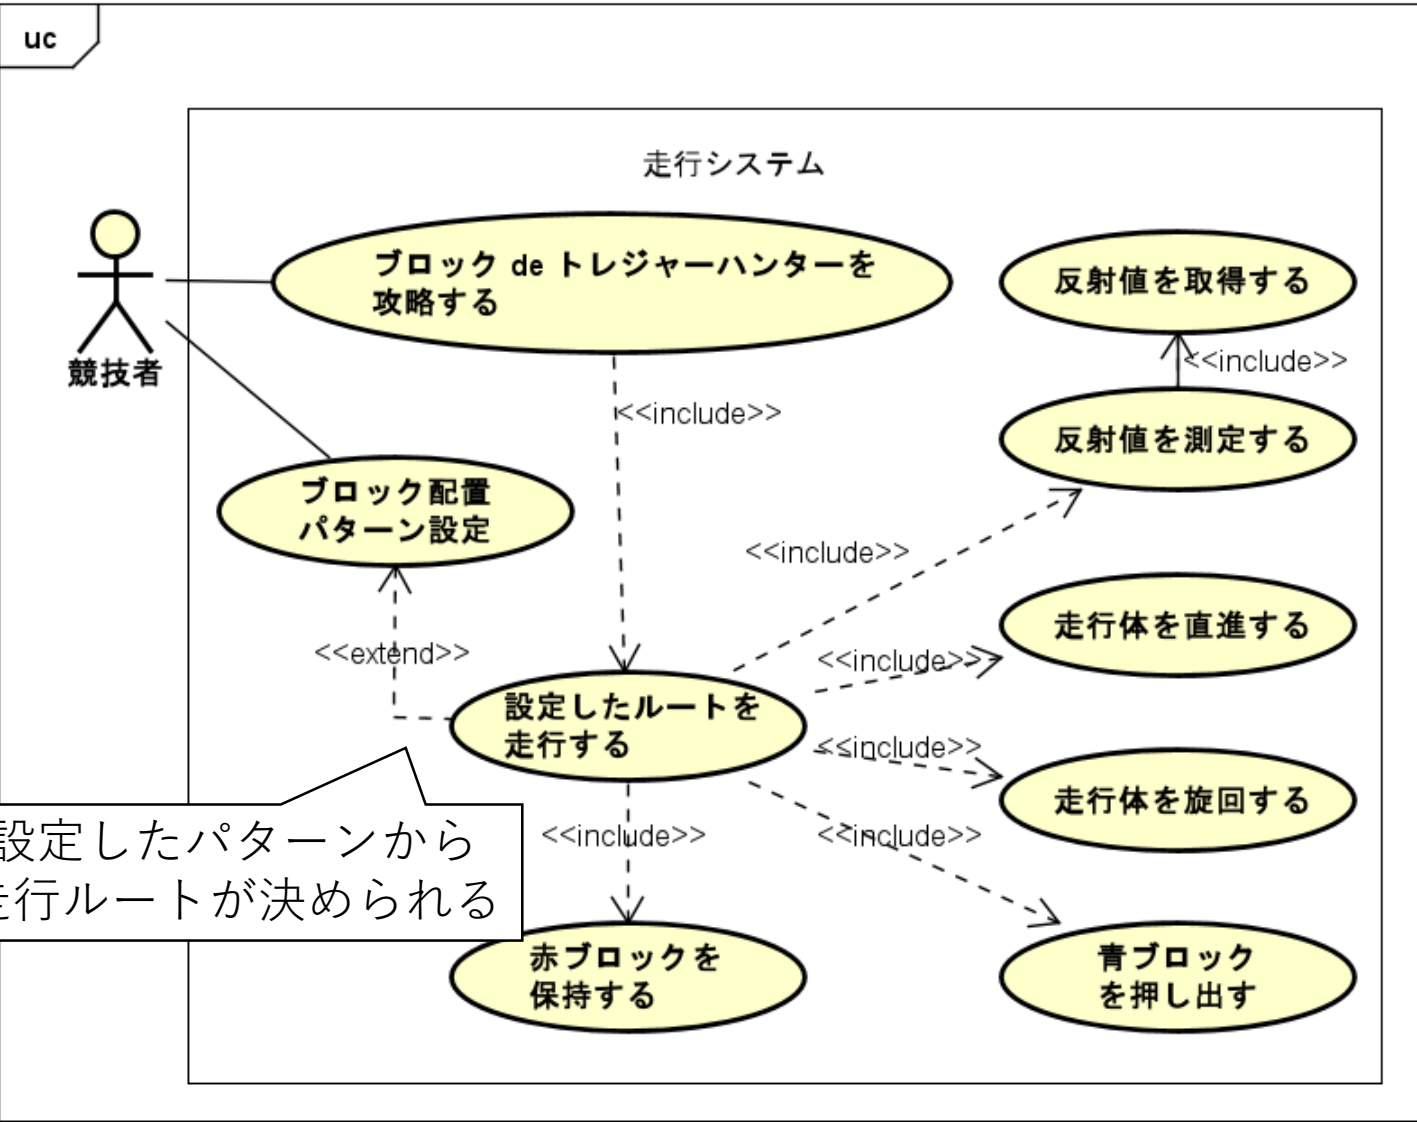 uc
走行システム
ブロック de トレジャーハンターを
攻略する
反射値を取得する
<<include>>
競技者
<<include>>
反射値を測定する
ブロック配置
パターン設定
<<include>>
走行体を直進する
<<extend>>
<<include>>
設定したルートを
走行する
<<include>>
走行体を旋回する
設定したパターンから
走行ルートが決められる
<<include>>
<<include>>
赤ブロックを
保持する
青ブロック
を押し出す